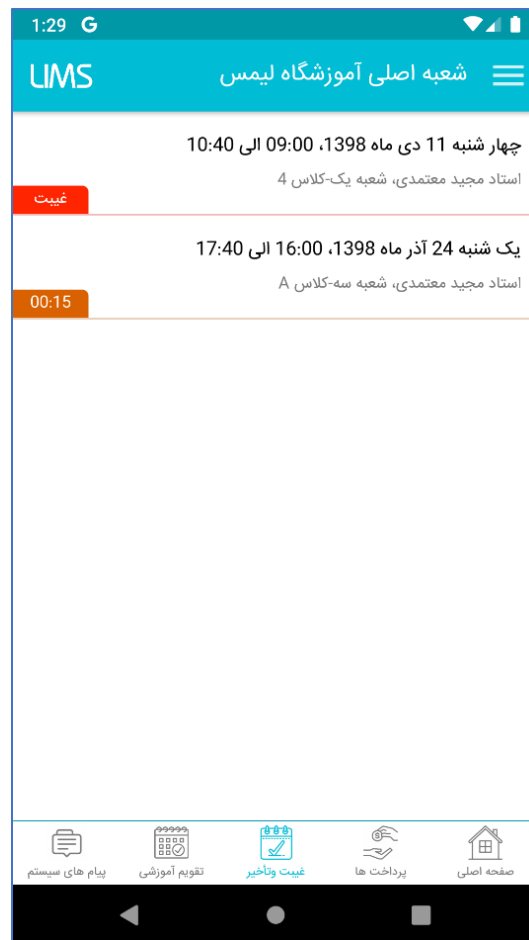 1:29 G
شعبه اصلی آموزشگاه لیمس
LIMS
چهار شنبه 11 دی ماه 1398، 09:00 الی 10:40
استاد مجید معتمدی، شعبه یک-کلاس 4
غیبت
یک شنبه 24 آذر ماه 1398، 16:00 الی 17:40
استاد مجید معتمدی، شعبه سه-کلاس A
00:15
صفحه اصلی
پرداخت ها
غیبت وتأخیر
تقویم آموزشی
پیام های سیستم